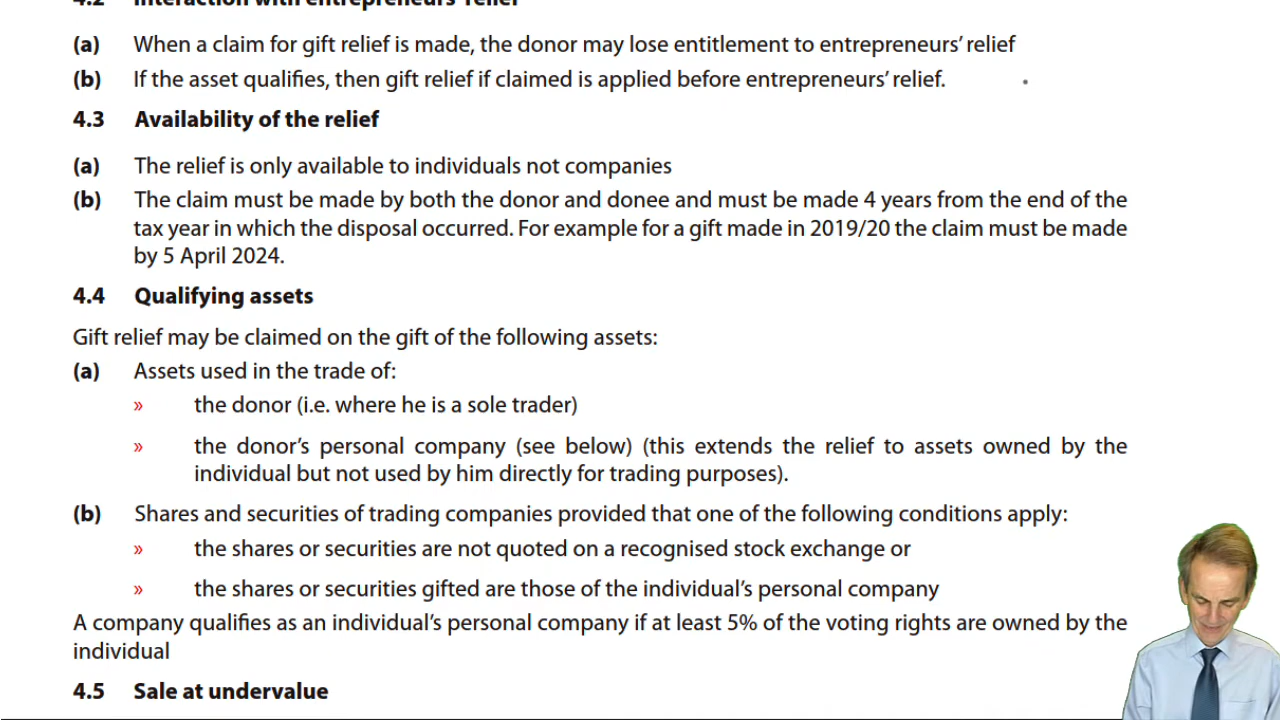 4.2 Interaction with entrepreneurs' relief
(a) When a claim for gift relief is made, the donor may lose entitlement to entrepreneurs’ relief
(b) If the asset qualifies, then gift relief if claimed is applied before entrepreneurs’ relief.
4.3 Availability of the relief
(a) The relief is only available to individuals not companies
(b) The claim must be made by both the donor and donee and must be made 4 years from the end of the
tax year in which the disposal occurred. For example for a gift made in 2019/20 the claim must be made
by 5 April 2024.
4.4 Qualifying assets
Gift relief may be claimed on the gift of the following assets:
(a) Assets used in the trade of:
» the donor (i.e. where he is a sole trader)
» the donor’s personal company (see below) (this extends the relief to assets owned by the
individual but not used by him directly for trading purposes).
(b) Shares and securities of trading companies provided that one of the following conditions apply:
» the shares or securities are not quoted on a recognised stock exchange or
» the shares or securities gifted are those of the individual’s personal company
A company qualifies as an individual’s personal company if at least 5% of the voting rights are owned by the
individual
4.5 Sale at undervalue